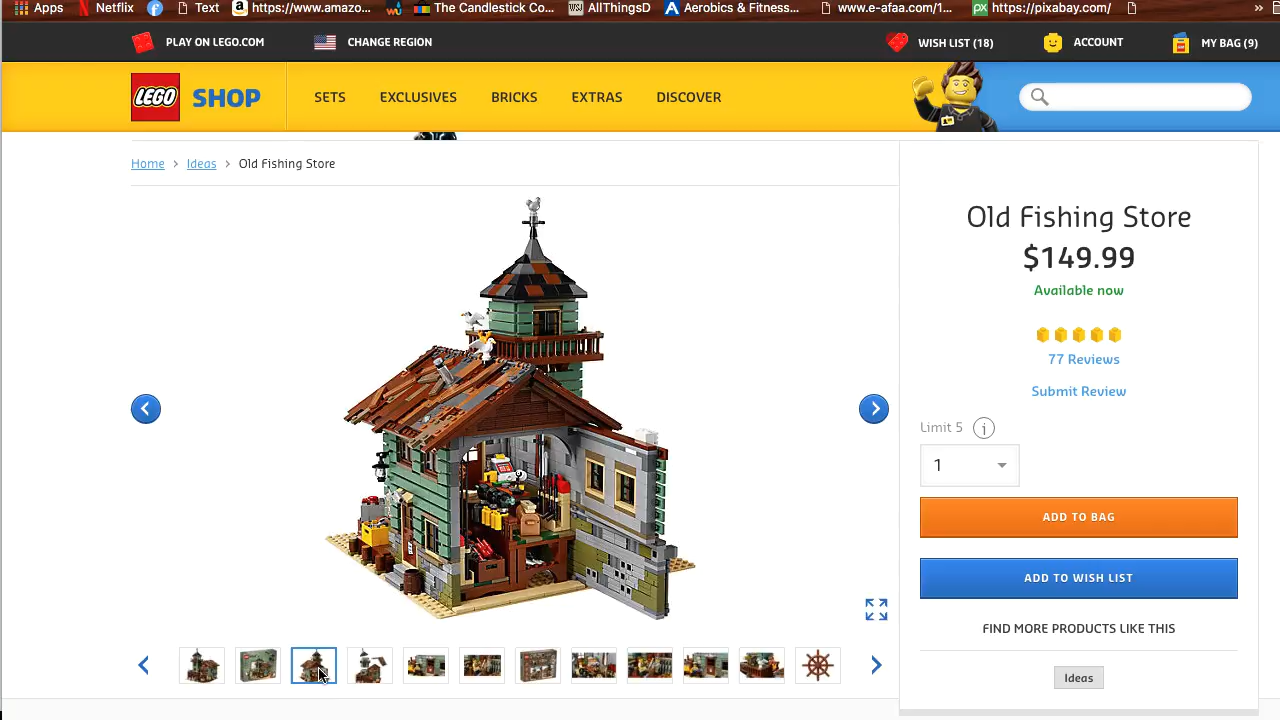 Apps Netflix Text https://www.amazo... The Candlestick Co... AllThingsD Aerobics & Fitness... www.e-afaa.com/1... px https://pixabay.com/ »
PLAY ON LEGO.COM CHANGE REGION WISH LIST (18) ACCOUNT MY BAG (9)
LEGO SHOP SETS EXCLUSIVES BRICKS EXTRAS DISCOVER
Home > Ideas > Old Fishing Store
Old Fishing Store
$149.99
Available now
77 Reviews
Submit Review
Limit 5 i
1
ADD TO BAG
ADD TO WISH LIST
FIND MORE PRODUCTS LIKE THIS
Ideas